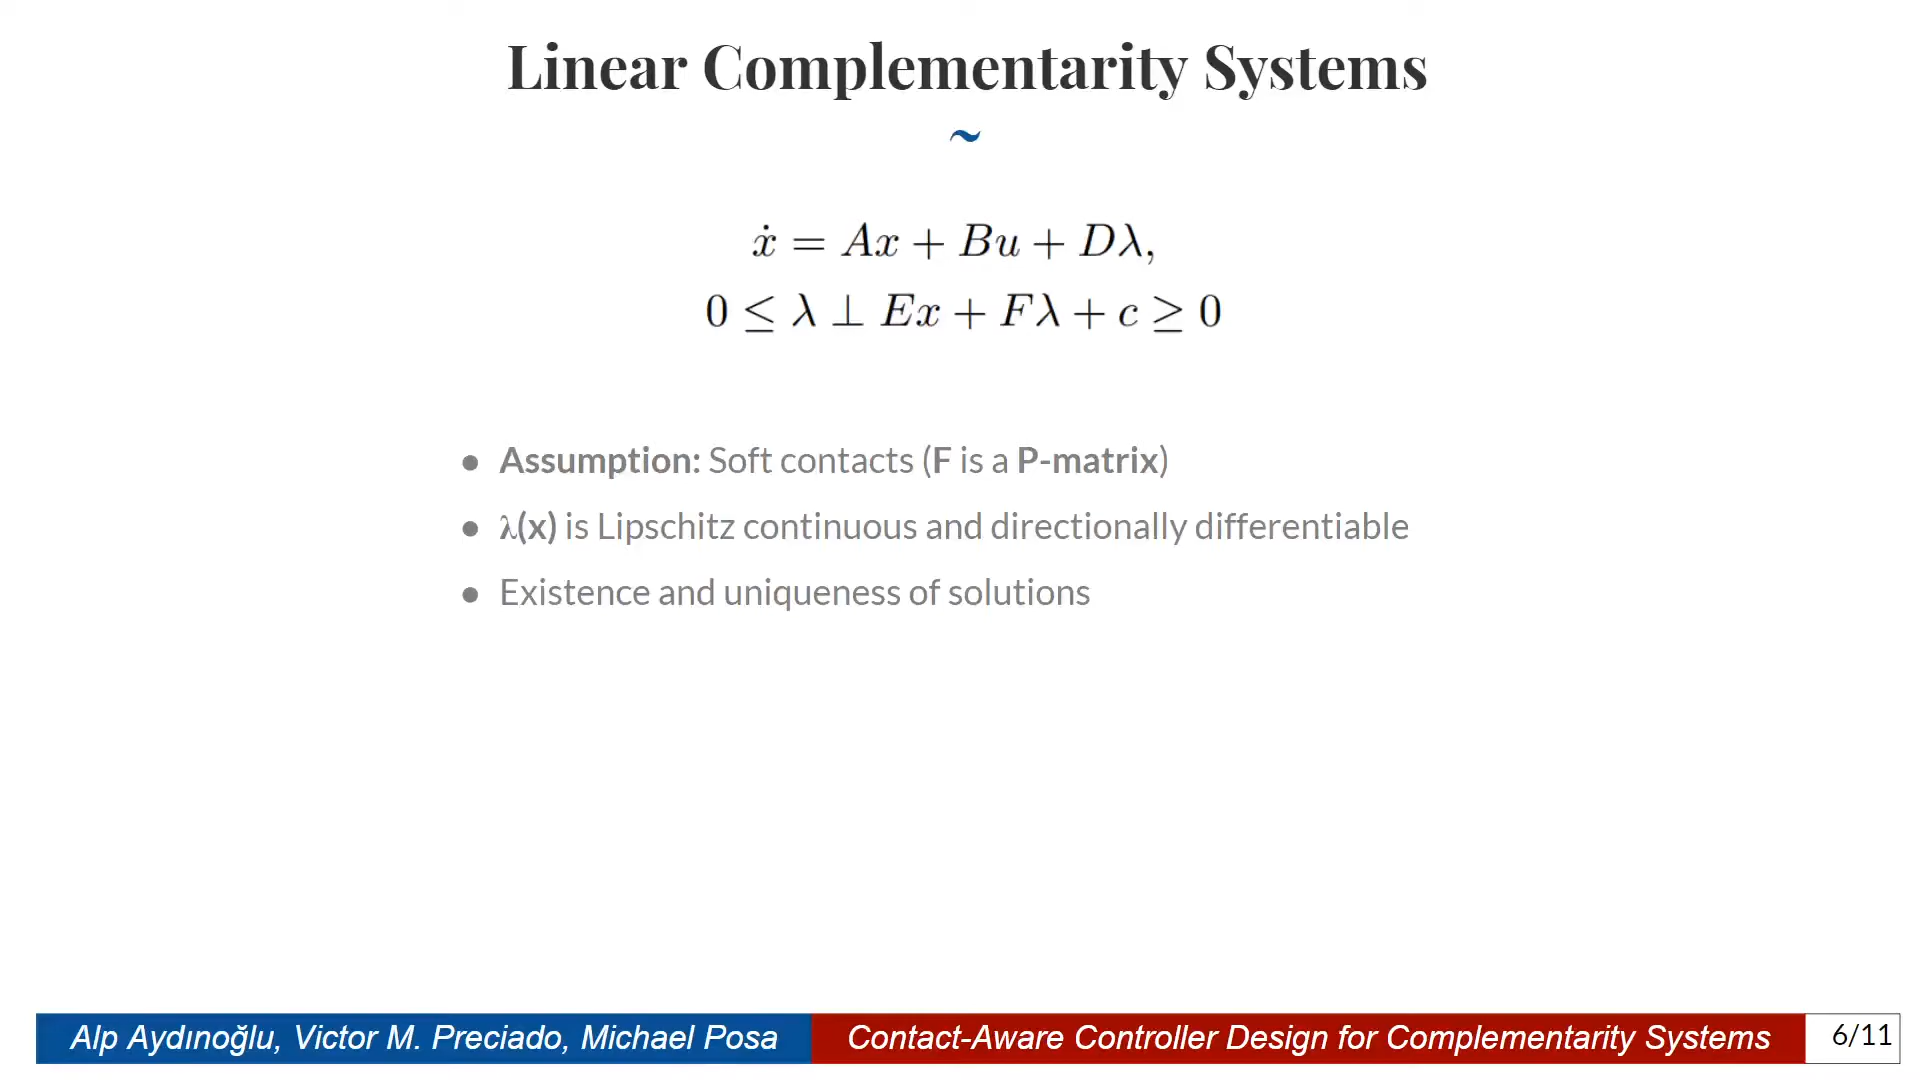 Linear Complementarity Systems
~
ẋ = Ax + Bu + Dλ,
0 ≤ λ ⊥ Ex + Fλ + c ≥ 0
● Assumption: Soft contacts (F is a P-matrix)
● λ(x) is Lipschitz continuous and directionally differentiable
● Existence and uniqueness of solutions
Alp Aydınoğlu, Victor M. Preciado, Michael Posa Contact-Aware Controller Design for Complementarity Systems 6/11